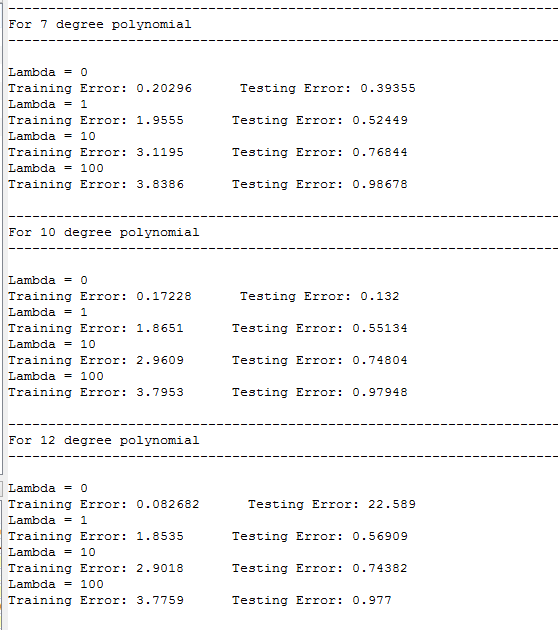 ----------------------------------------------------------------------
For 7 degree polynomial
----------------------------------------------------------------------
Lambda = 0
Training Error: 0.20296      Testing Error: 0.39355
Lambda = 1
Training Error: 1.9555      Testing Error: 0.52449
Lambda = 10
Training Error: 3.1195      Testing Error: 0.76844
Lambda = 100
Training Error: 3.8386      Testing Error: 0.98678
----------------------------------------------------------------------
For 10 degree polynomial
----------------------------------------------------------------------
Lambda = 0
Training Error: 0.17228      Testing Error: 0.132
Lambda = 1
Training Error: 1.8651      Testing Error: 0.55134
Lambda = 10
Training Error: 2.9609      Testing Error: 0.74804
Lambda = 100
Training Error: 3.7953      Testing Error: 0.97948
----------------------------------------------------------------------
For 12 degree polynomial
----------------------------------------------------------------------
Lambda = 0
Training Error: 0.082682      Testing Error: 22.589
Lambda = 1
Training Error: 1.8535      Testing Error: 0.56909
Lambda = 10
Training Error: 2.9018      Testing Error: 0.74382
Lambda = 100
Training Error: 3.7759      Testing Error: 0.977